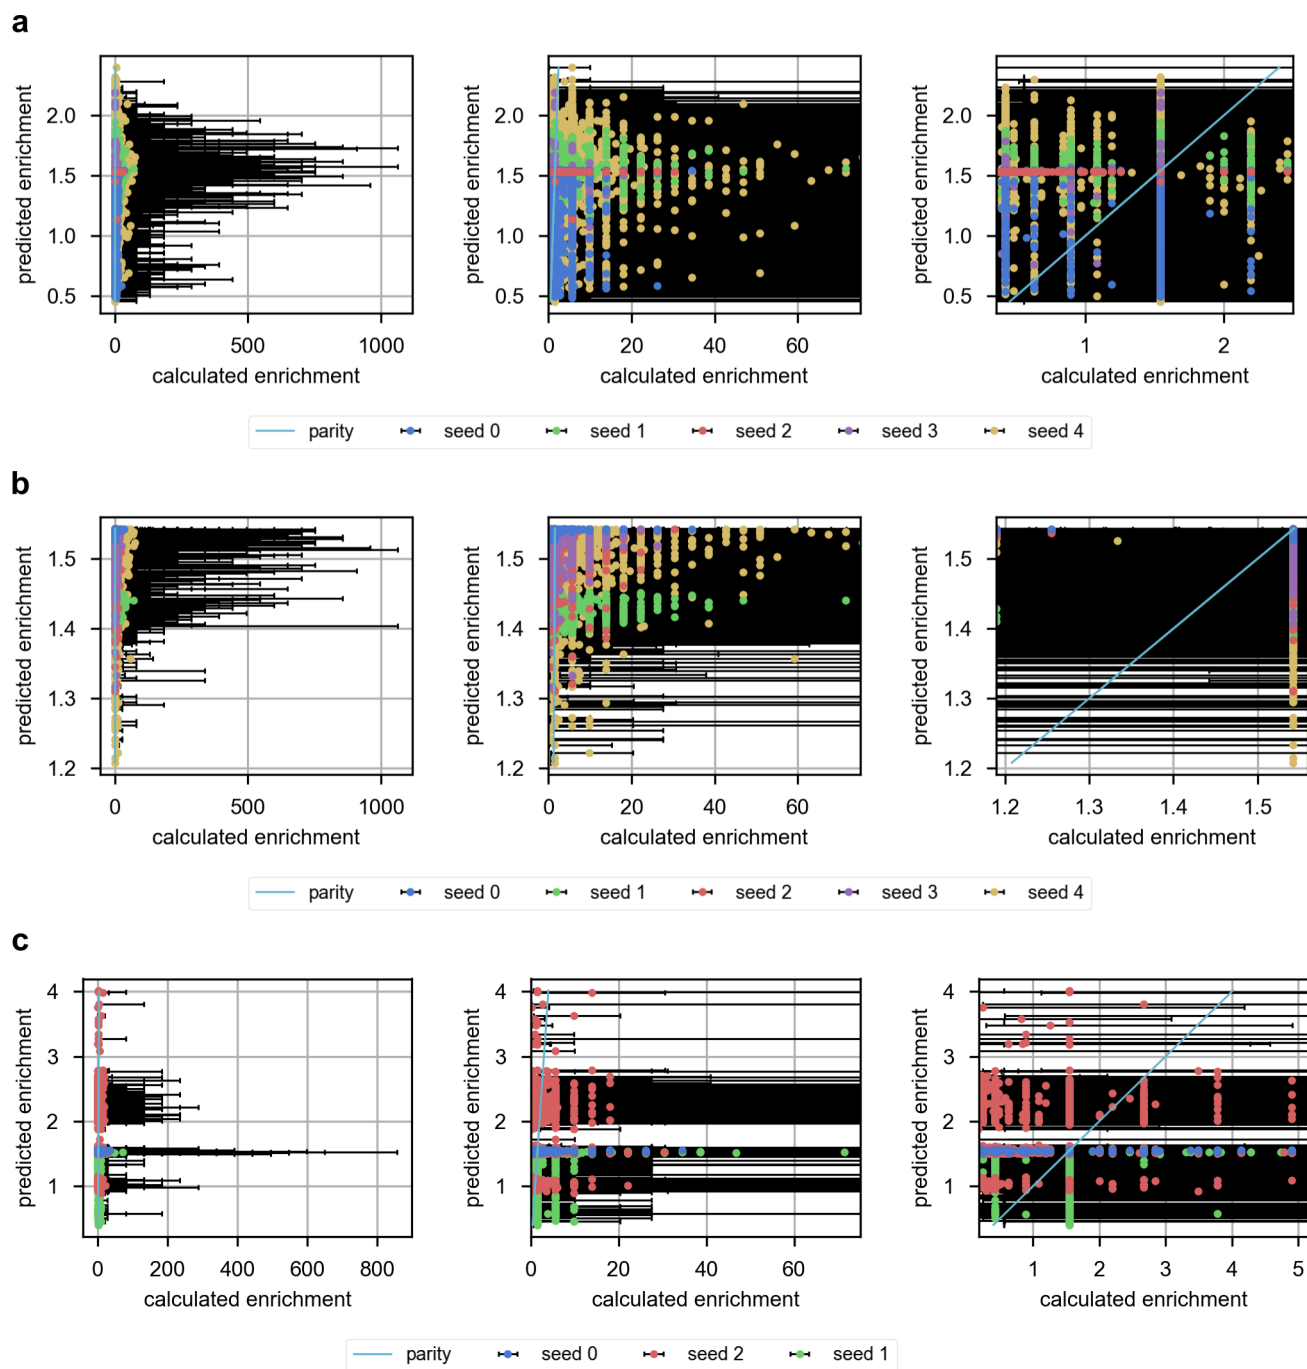 a
predicted enrichment
2.0
1.5
1.0
0.5
0 500 1000
calculated enrichment
predicted enrichment
2.0
1.5
1.0
0.5
0 20 40 60
calculated enrichment
predicted enrichment
2.0
1.5
1.0
0.5
1 2
calculated enrichment
parity seed 0 seed 1 seed 2 seed 3 seed 4
b
predicted enrichment
1.5
1.4
1.3
1.2
0 500 1000
calculated enrichment
predicted enrichment
1.5
1.4
1.3
1.2
0 20 40 60
calculated enrichment
predicted enrichment
1.5
1.4
1.3
1.2
1.2 1.3 1.4 1.5
calculated enrichment
parity seed 0 seed 1 seed 2 seed 3 seed 4
c
predicted enrichment
4
3
2
1
0 200 400 600 800
calculated enrichment
predicted enrichment
4
3
2
1
0 20 40 60
calculated enrichment
predicted enrichment
4
3
2
1
1 2 3 4 5
calculated enrichment
parity seed 0 seed 2 seed 1